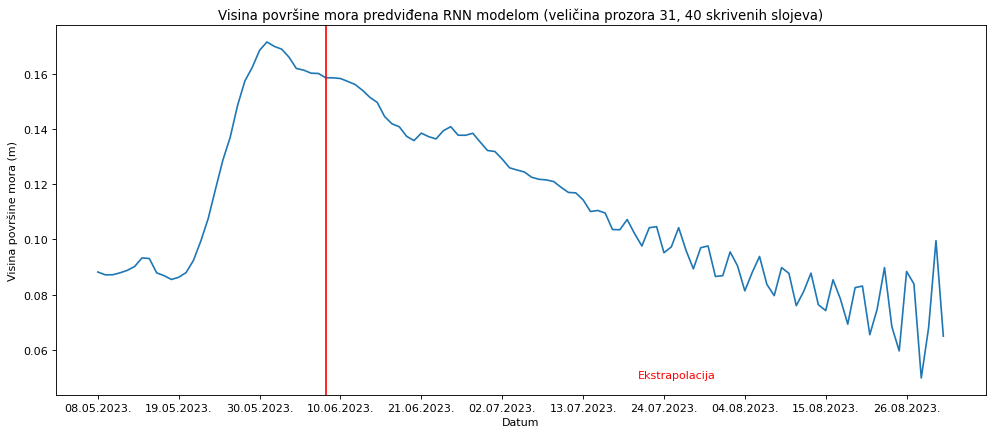 Visina površine mora predviđena RNN modelom (veličina prozora 31, 40 skrivenih slojeva)
Visina površine mora (m)
0.16
0.14
0.12
0.10
0.08
0.06
Ekstrapolacija
08.05.2023. 19.05.2023. 30.05.2023. 10.06.2023. 21.06.2023. 02.07.2023. 13.07.2023. 24.07.2023. 04.08.2023. 15.08.2023. 26.08.2023.
Datum